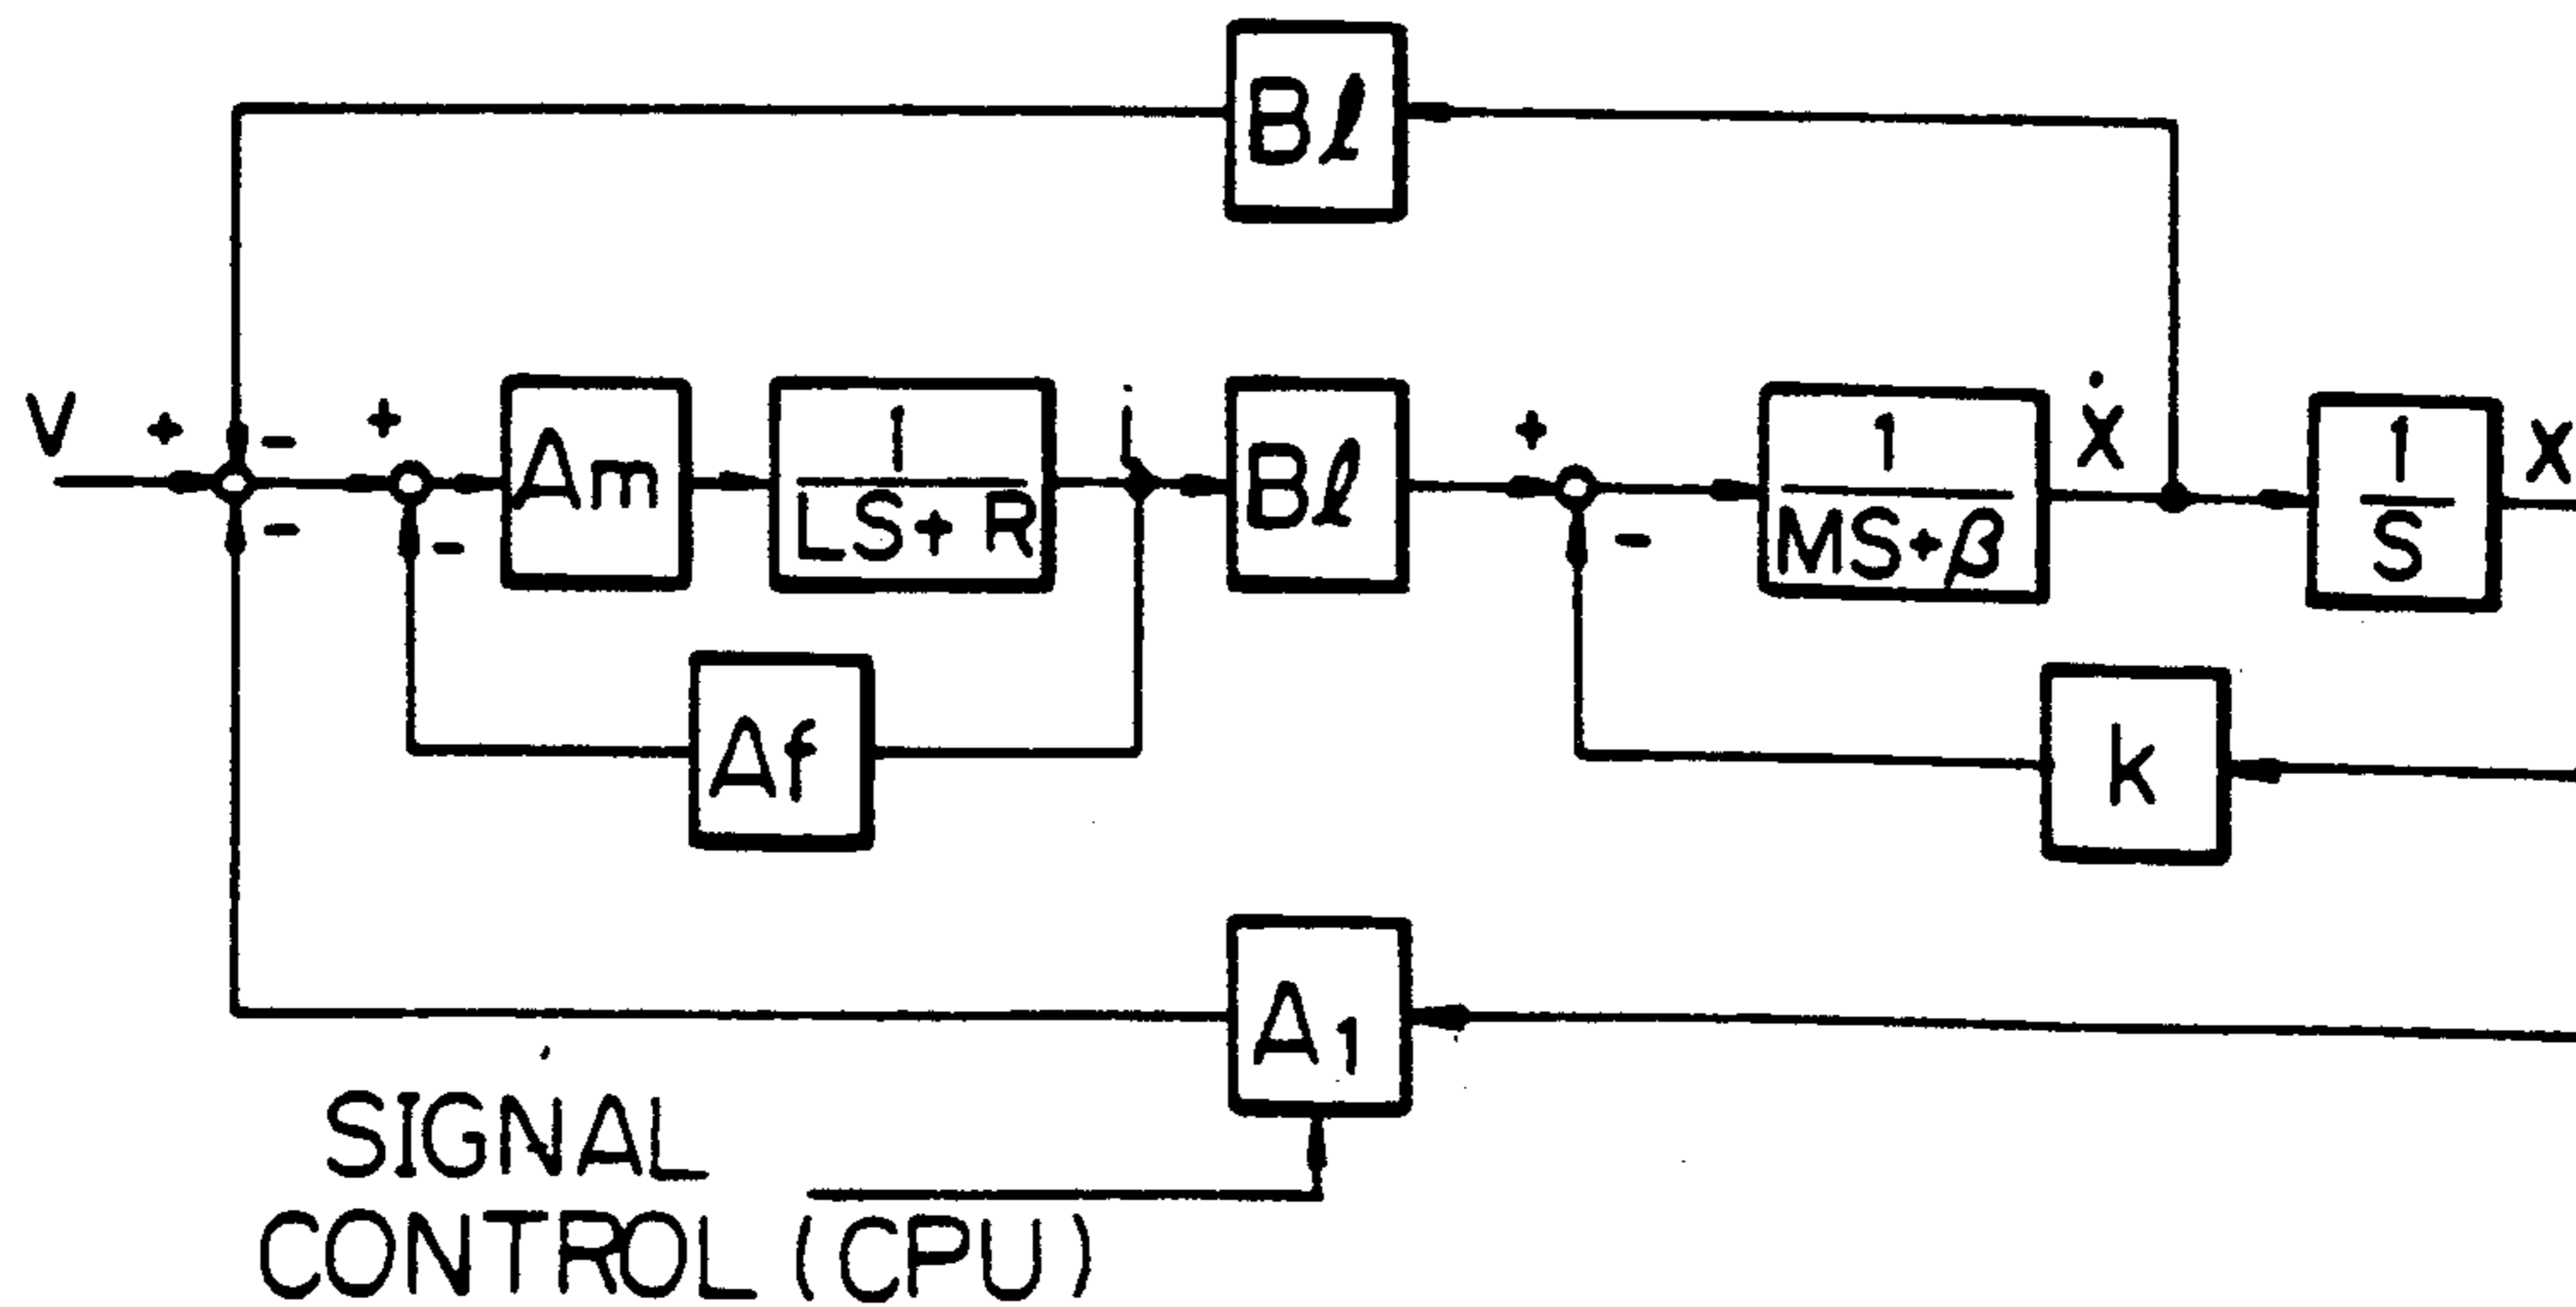 Bℓ
V + - + Am 1/(LS+R) i Bℓ + 1/(MS+β) ẋ 1/S X
- - -
Af
k
A1
SIGNAL
CONTROL (CPU)